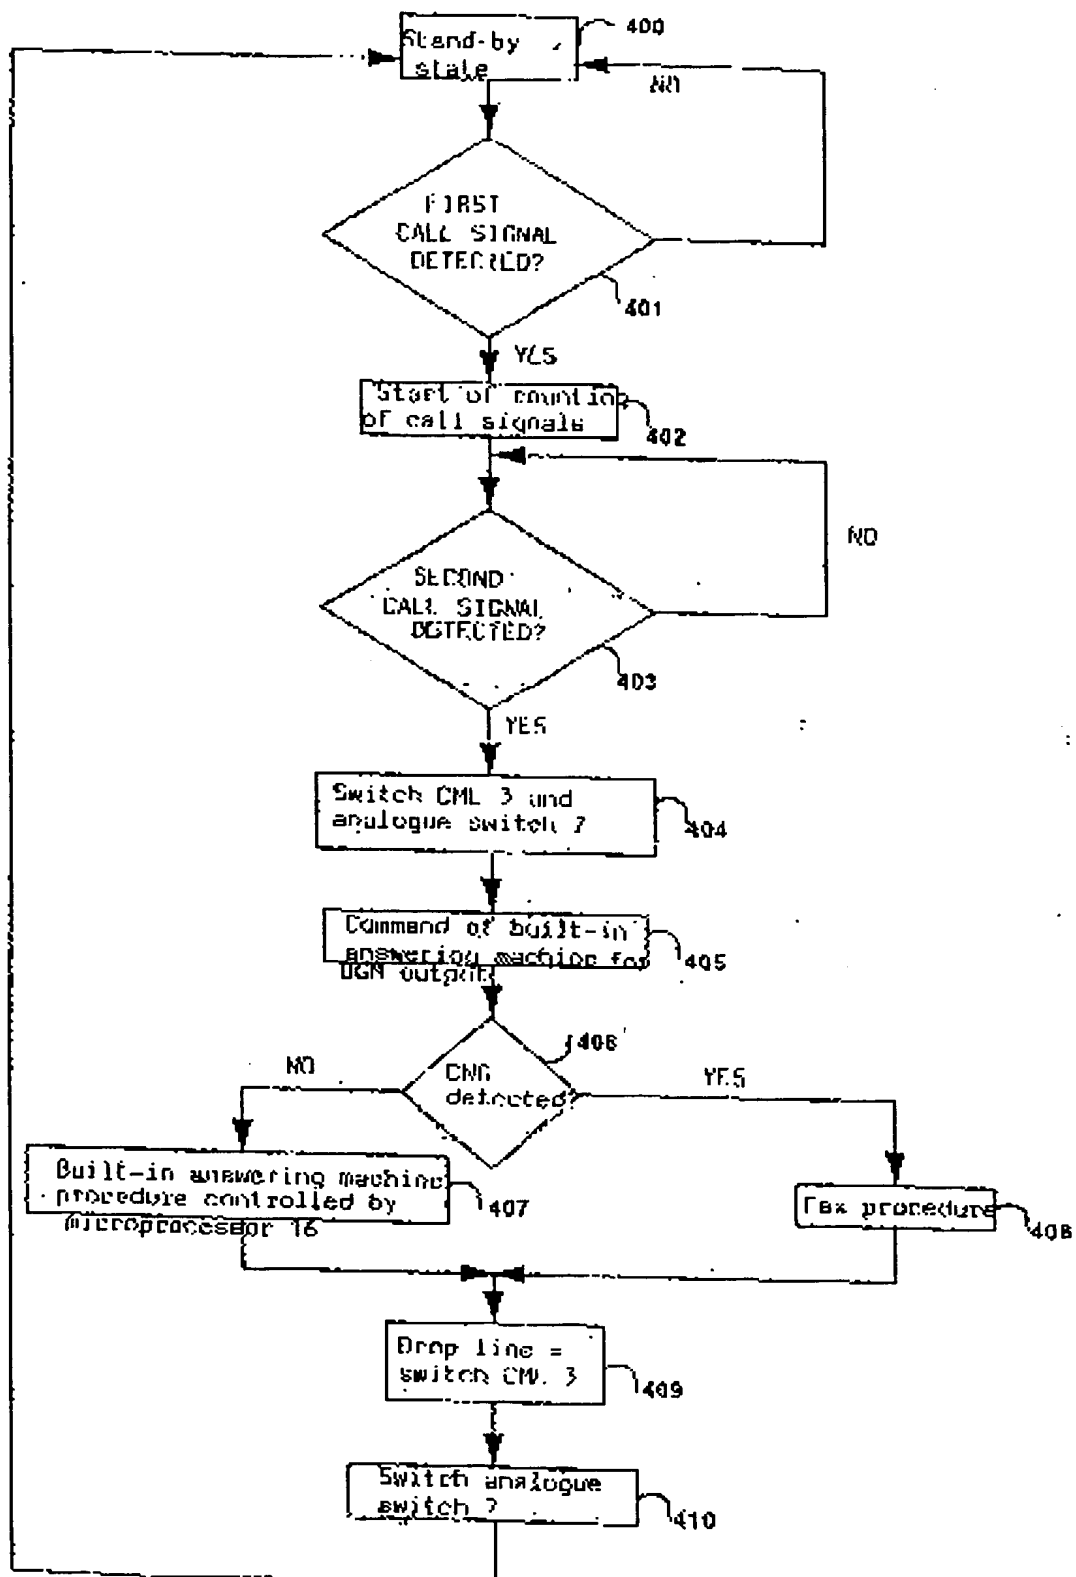 400
Stand-by
state
NO
FIRST
CALL SIGNAL
DETECTED?
401
YES
Start of counting
of call signals
402
NO
SECOND
CALL SIGNAL
DETECTED?
403
YES
Switch CML 3 and
analogue switch 7
404
Command of built-in
answering machine for
OGM output
405
406
NO
CNG
detected?
YES
Built-in answering machine
procedure controlled by
microprocessor 16
407
Fax procedure
408
Drop line =
switch CML 3
409
Switch analogue
switch 7
410